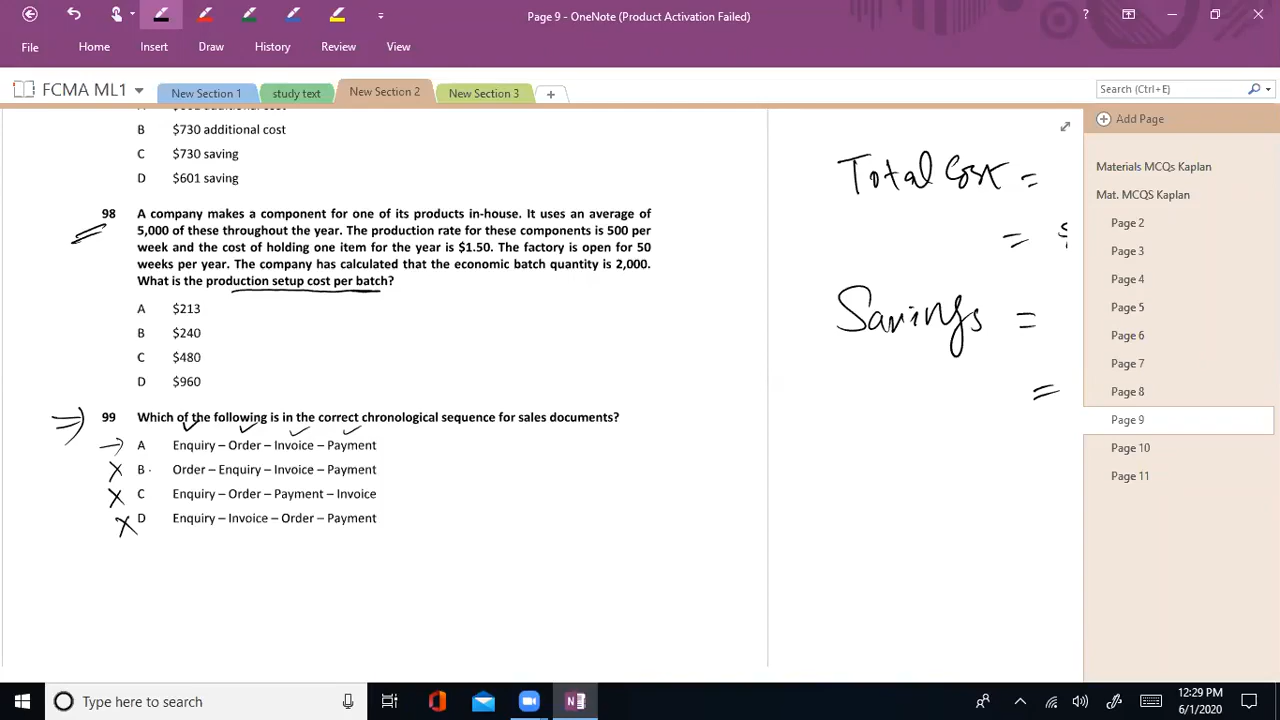 Page 9 - OneNote (Product Activation Failed)
File Home Insert Draw History Review View
FCMA ML1 New Section 1 study text New Section 2 New Section 3
Search (Ctrl+E)
Add Page
B $730 additional cost
C $730 saving
D $601 saving
98 A company makes a component for one of its products in-house. It uses an average of
5,000 of these throughout the year. The production rate for these components is 500 per
week and the cost of holding one item for the year is $1.50. The factory is open for 50
weeks per year. The company has calculated that the economic batch quantity is 2,000.
What is the production setup cost per batch?
A $213
B $240
C $480
D $960
99 Which of the following is in the correct chronological sequence for sales documents?
A Enquiry – Order – Invoice – Payment
B Order – Enquiry – Invoice – Payment
C Enquiry – Order – Payment – Invoice
D Enquiry – Invoice – Order – Payment
Total Cost =
=
Savings =
=
Materials MCQs Kaplan
Mat. MCQS Kaplan
Page 2
Page 3
Page 4
Page 5
Page 6
Page 7
Page 8
Page 9
Page 10
Page 11
Type here to search
12:29 PM
6/1/2020